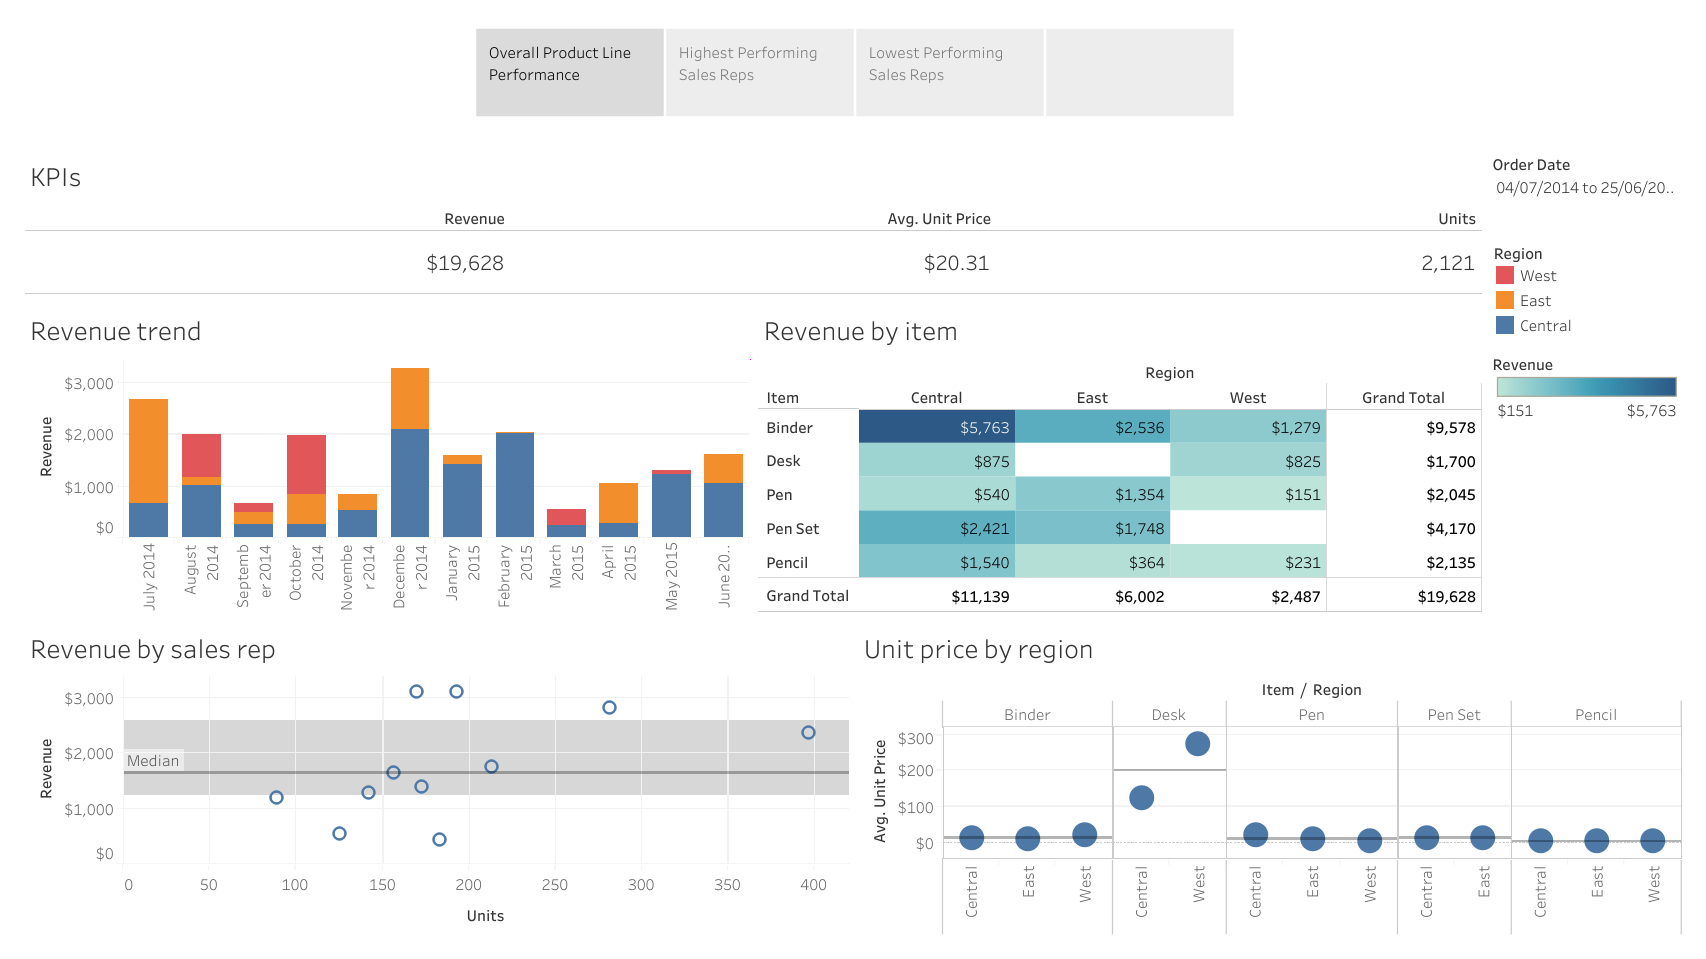 Overall Product Line
Performance
Highest Performing
Sales Reps
Lowest Performing
Sales Reps
KPIs
Revenue
Avg. Unit Price
Units
$19,628
$20.31
2,121
Order Date
04/07/2014 to 25/06/20..
Region
West
East
Central
Revenue
$151
$5,763
Revenue trend
Revenue
$3,000
$2,000
$1,000
$0
July 2014
August
2014
Septemb
er 2014
October
2014
Novembe
r 2014
Decembe
r 2014
January
2015
February
2015
March
2015
April
2015
May 2015
June 20..
Revenue by item
Region
Item Central East West Grand Total
Binder $5,763 $2,536 $1,279 $9,578
Desk $875 $825 $1,700
Pen $540 $1,354 $151 $2,045
Pen Set $2,421 $1,748 $4,170
Pencil $1,540 $364 $231 $2,135
Grand Total $11,139 $6,002 $2,487 $19,628
Revenue by sales rep
Revenue
$3,000
$2,000
$1,000
$0
Median
0 50 100 150 200 250 300 350 400
Units
Unit price by region
Item / Region
Binder Desk Pen Pen Set Pencil
Avg. Unit Price
$300
$200
$100
$0
Central
East
West
Central
West
Central
East
West
Central
East
Central
East
West